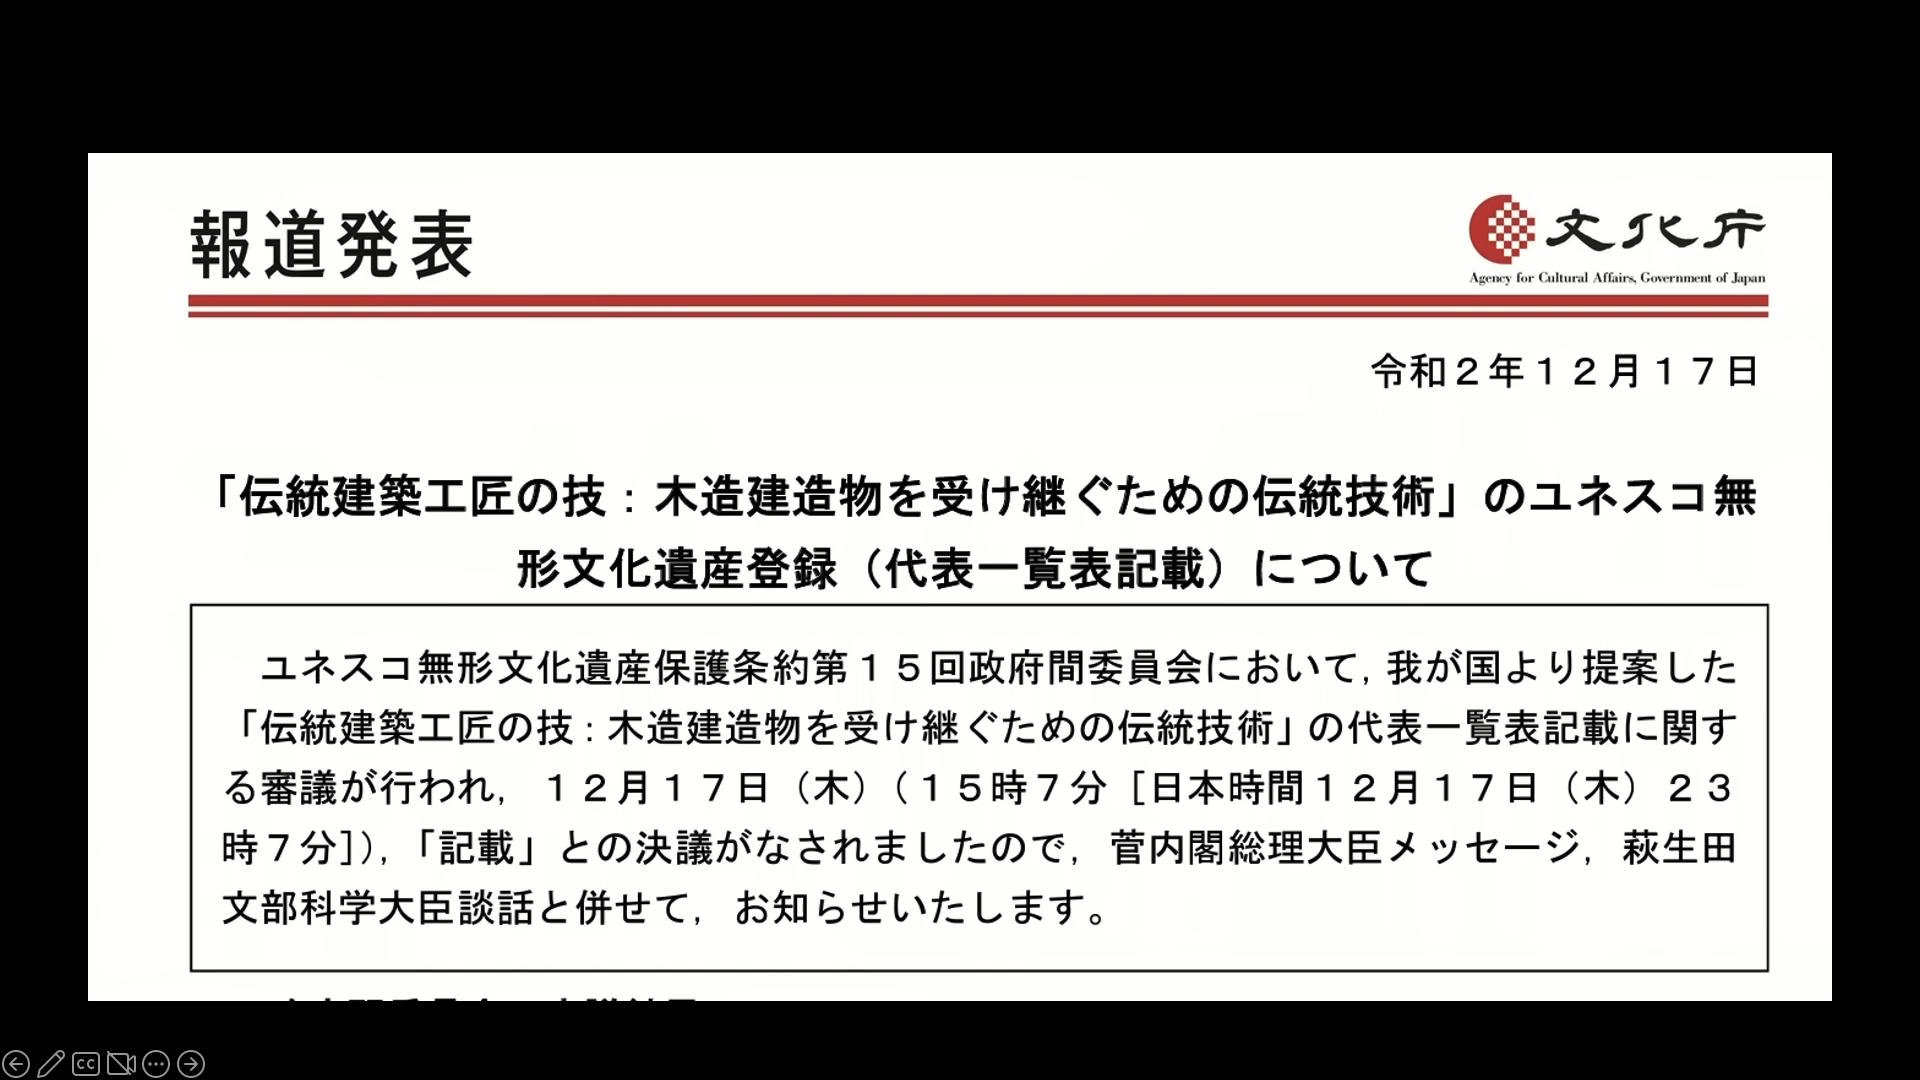 報道発表
文化庁
Agency for Cultural Affairs, Government of Japan
令和２年１２月１７日
「伝統建築工匠の技：木造建造物を受け継ぐための伝統技術」のユネスコ無
形文化遺産登録（代表一覧表記載）について
ユネスコ無形文化遺産保護条約第１５回政府間委員会において，我が国より提案した
「伝統建築工匠の技：木造建造物を受け継ぐための伝統技術」の代表一覧表記載に関す
る審議が行われ，１２月１７日（木）（１５時７分［日本時間１２月１７日（木）２３
時７分］），「記載」との決議がなされましたので，菅内閣総理大臣メッセージ，萩生田
文部科学大臣談話と併せて，お知らせいたします。
CC